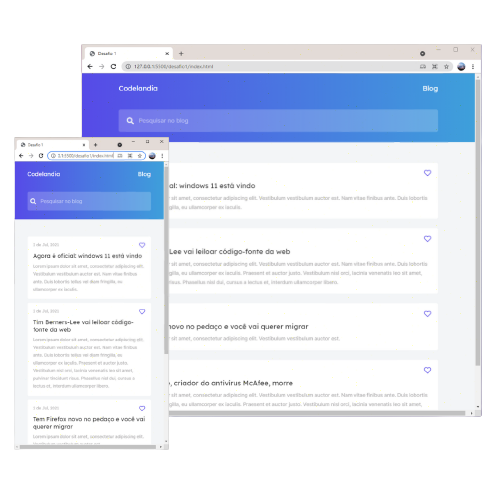 Desafio 1
127.0.0.1:5500/desafio1/index.html
Codelandia
Blog
Pesquisar no blog
al: windows 11 está vindo
r sit amet, consectetur adipiscing elit. Vestibulum vestibulum auctor est. Nam vitae finibus ante. Duis lobortis
gilla, eu ullamcorper ex iaculis.
Lee vai leiloar código-fonte da web
r sit amet, consectetur adipiscing elit. Vestibulum vestibulum auctor est. Nam vitae finibus ante. Duis lobortis
gilla, eu ullamcorper ex iaculis. Praesent et auctor justo. Vestibulum nisl orci, lacinia venenatis leo sit amet,
isus. Phasellus nisl dui, cursus a lectus et, interdum ullamcorper libero.
novo no pedaço e você vai querer migrar
r sit amet, consectetur adipiscing elit. Vestibulum vestibulum auctor est.
, criador do antivírus McAfee, morre
r sit amet, consectetur adipiscing elit. Vestibulum vestibulum auctor est. Nam vitae finibus ante. Duis lobortis
gilla, eu ullamcorper ex iaculis. Praesent et auctor justo. Vestibulum nisl orci, lacinia venenatis leo sit amet,
Desafio 1
0.1:5500/desafio1/index.html
Codelandia
Blog
Pesquisar no blog
1 de Jul, 2021
Agora é oficial: windows 11 está vindo
Lorem ipsum dolor sit amet, consectetur adipiscing elit.
Vestibulum vestibulum auctor est. Nam vitae finibus
ante. Duis lobortis tellus vel diam fringilla, eu
ullamcorper ex iaculis.
1 de Jul, 2021
Tim Berners-Lee vai leiloar código-
fonte da web
Lorem ipsum dolor sit amet, consectetur adipiscing elit.
Vestibulum vestibulum auctor est. Nam vitae finibus
ante. Duis lobortis tellus vel diam fringilla, eu
ullamcorper ex iaculis. Praesent et auctor justo.
Vestibulum nisl orci, lacinia venenatis leo sit amet,
pulvinar tincidunt risus. Phasellus nisl dui, cursus a
lectus et, interdum ullamcorper libero.
1 de Jul, 2021
Tem Firefox novo no pedaço e você vai
querer migrar
Lorem ipsum dolor sit amet, consectetur adipiscing elit.